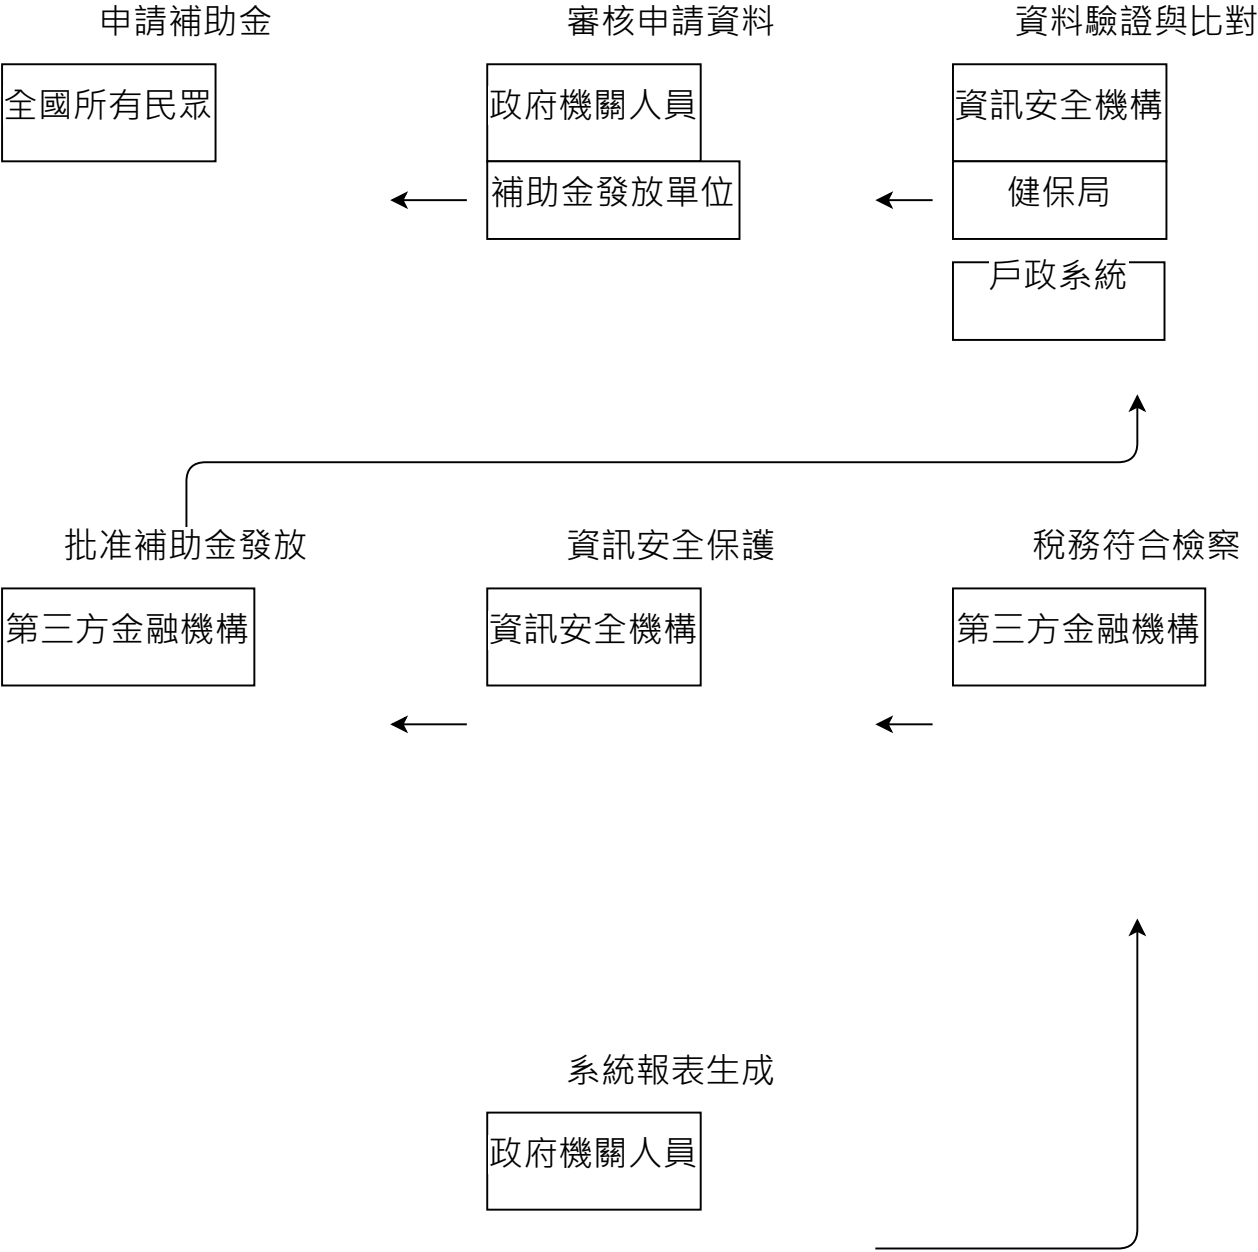 申請補助金
審核申請資料
資料驗證與比對
全國所有民眾
政府機關人員
資訊安全機構
補助金發放單位
健保局
戶政系統
批准補助金發放
資訊安全保護
稅務符合檢察
第三方金融機構
資訊安全機構
第三方金融機構
系統報表生成
政府機關人員